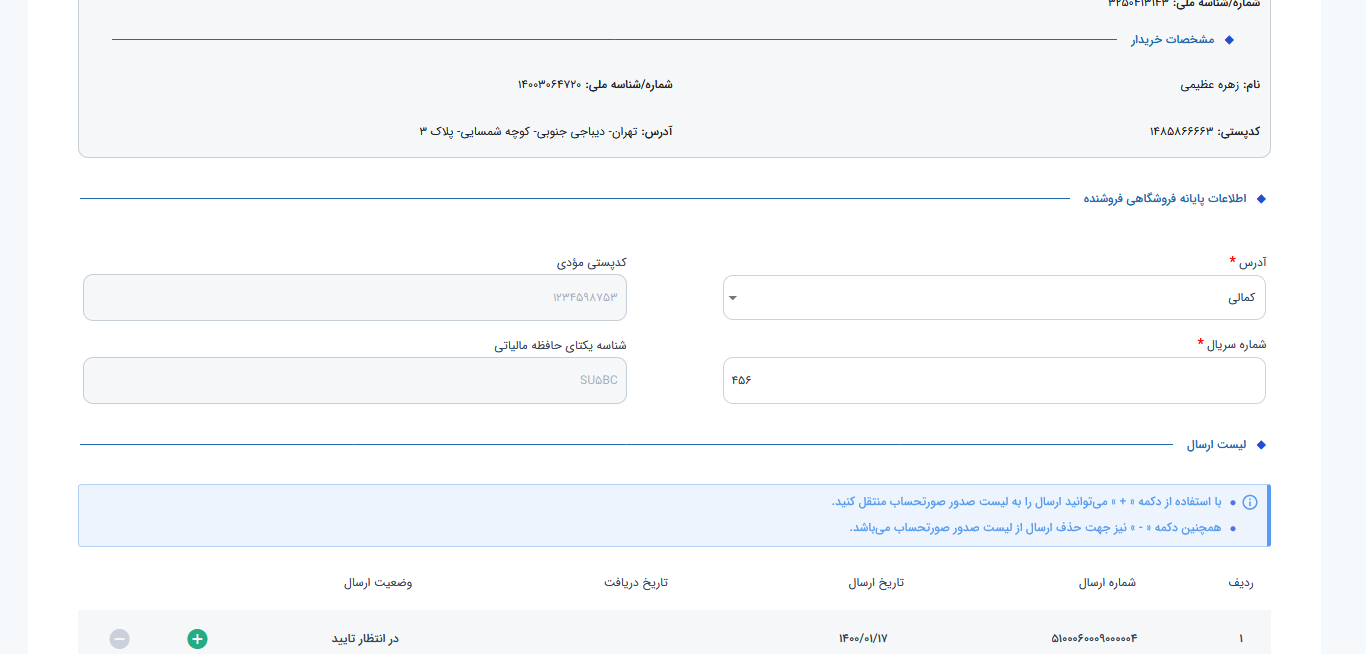 شماره/شناسه ملی: ۳۲۵۰۴۱۳۱۴۳
مشخصات خریدار
نام: زهره عظیمی
شماره/شناسه ملی: ۱۴۰۰۳۰۶۴۷۲۰
کدپستی: ۱۴۸۵۸۶۶۶۶۳
آدرس: تهران- دیباجی جنوبی- کوچه شمسایی- پلاک ۳
اطلاعات پایانه فروشگاهی فروشنده
آدرس *
کدپستی مؤدی
کمالی
۱۲۳۴۵۹۸۷۵۳
شماره سریال *
شناسه یکتای حافظه مالیاتی
۴۵۶
SU۵BC
لیست ارسال
با استفاده از دکمه « + » می‌توانید ارسال را به لیست صدور صورتحساب منتقل کنید.
همچنین دکمه « - » نیز جهت حذف ارسال از لیست صدور صورتحساب می‌باشد.
ردیف شماره ارسال تاریخ ارسال تاریخ دریافت وضعیت ارسال
۱ ۵۱۰۰۰۶۰۰۰۹۰۰۰۰۰۴ ۱۴۰۰/۰۱/۱۷ در انتظار تایید